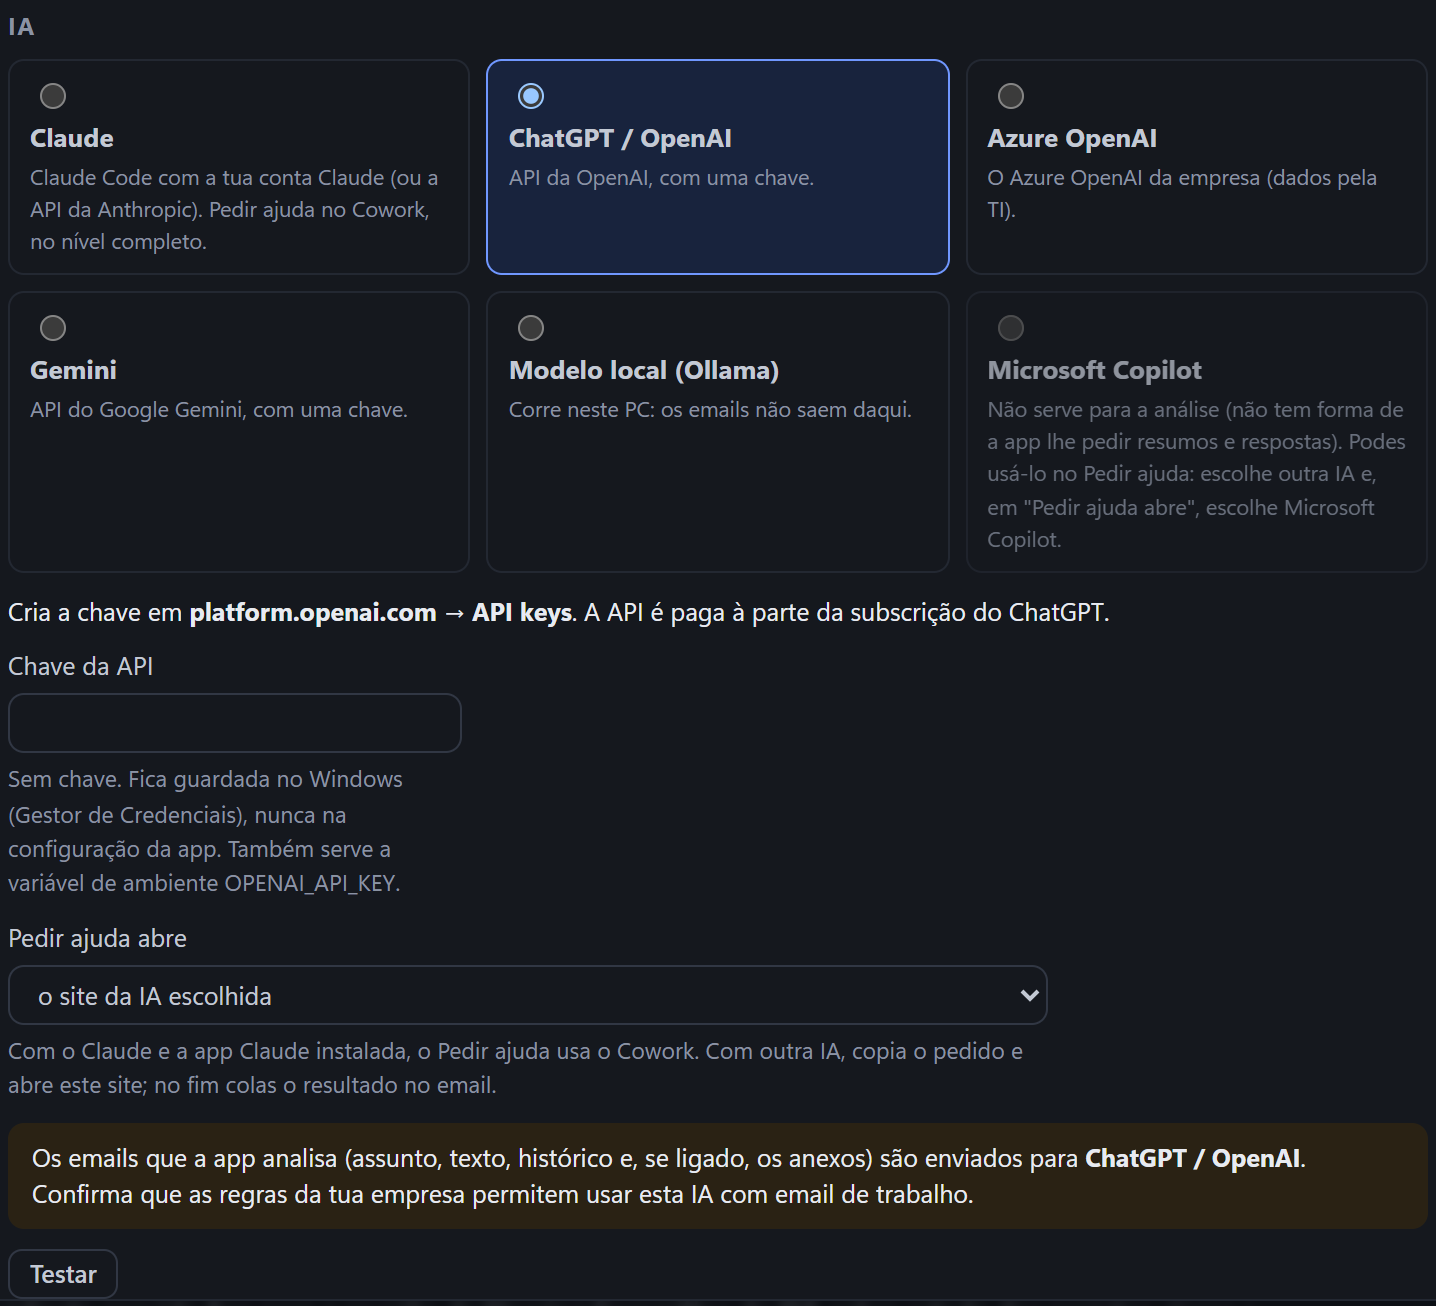 IA
Claude
Claude Code com a tua conta Claude (ou a
API da Anthropic). Pedir ajuda no Cowork,
no nível completo.
ChatGPT / OpenAI
API da OpenAI, com uma chave.
Azure OpenAI
O Azure OpenAI da empresa (dados pela
TI).
Gemini
API do Google Gemini, com uma chave.
Modelo local (Ollama)
Corre neste PC: os emails não saem daqui.
Microsoft Copilot
Não serve para a análise (não tem forma de
a app lhe pedir resumos e respostas). Podes
usá-lo no Pedir ajuda: escolhe outra IA e,
em "Pedir ajuda abre", escolhe Microsoft
Copilot.
Cria a chave em platform.openai.com → API keys. A API é paga à parte da subscrição do ChatGPT.
Chave da API
Sem chave. Fica guardada no Windows
(Gestor de Credenciais), nunca na
configuração da app. Também serve a
variável de ambiente OPENAI_API_KEY.
Pedir ajuda abre
o site da IA escolhida
Com o Claude e a app Claude instalada, o Pedir ajuda usa o Cowork. Com outra IA, copia o pedido e
abre este site; no fim colas o resultado no email.
Os emails que a app analisa (assunto, texto, histórico e, se ligado, os anexos) são enviados para ChatGPT / OpenAI.
Confirma que as regras da tua empresa permitem usar esta IA com email de trabalho.
Testar